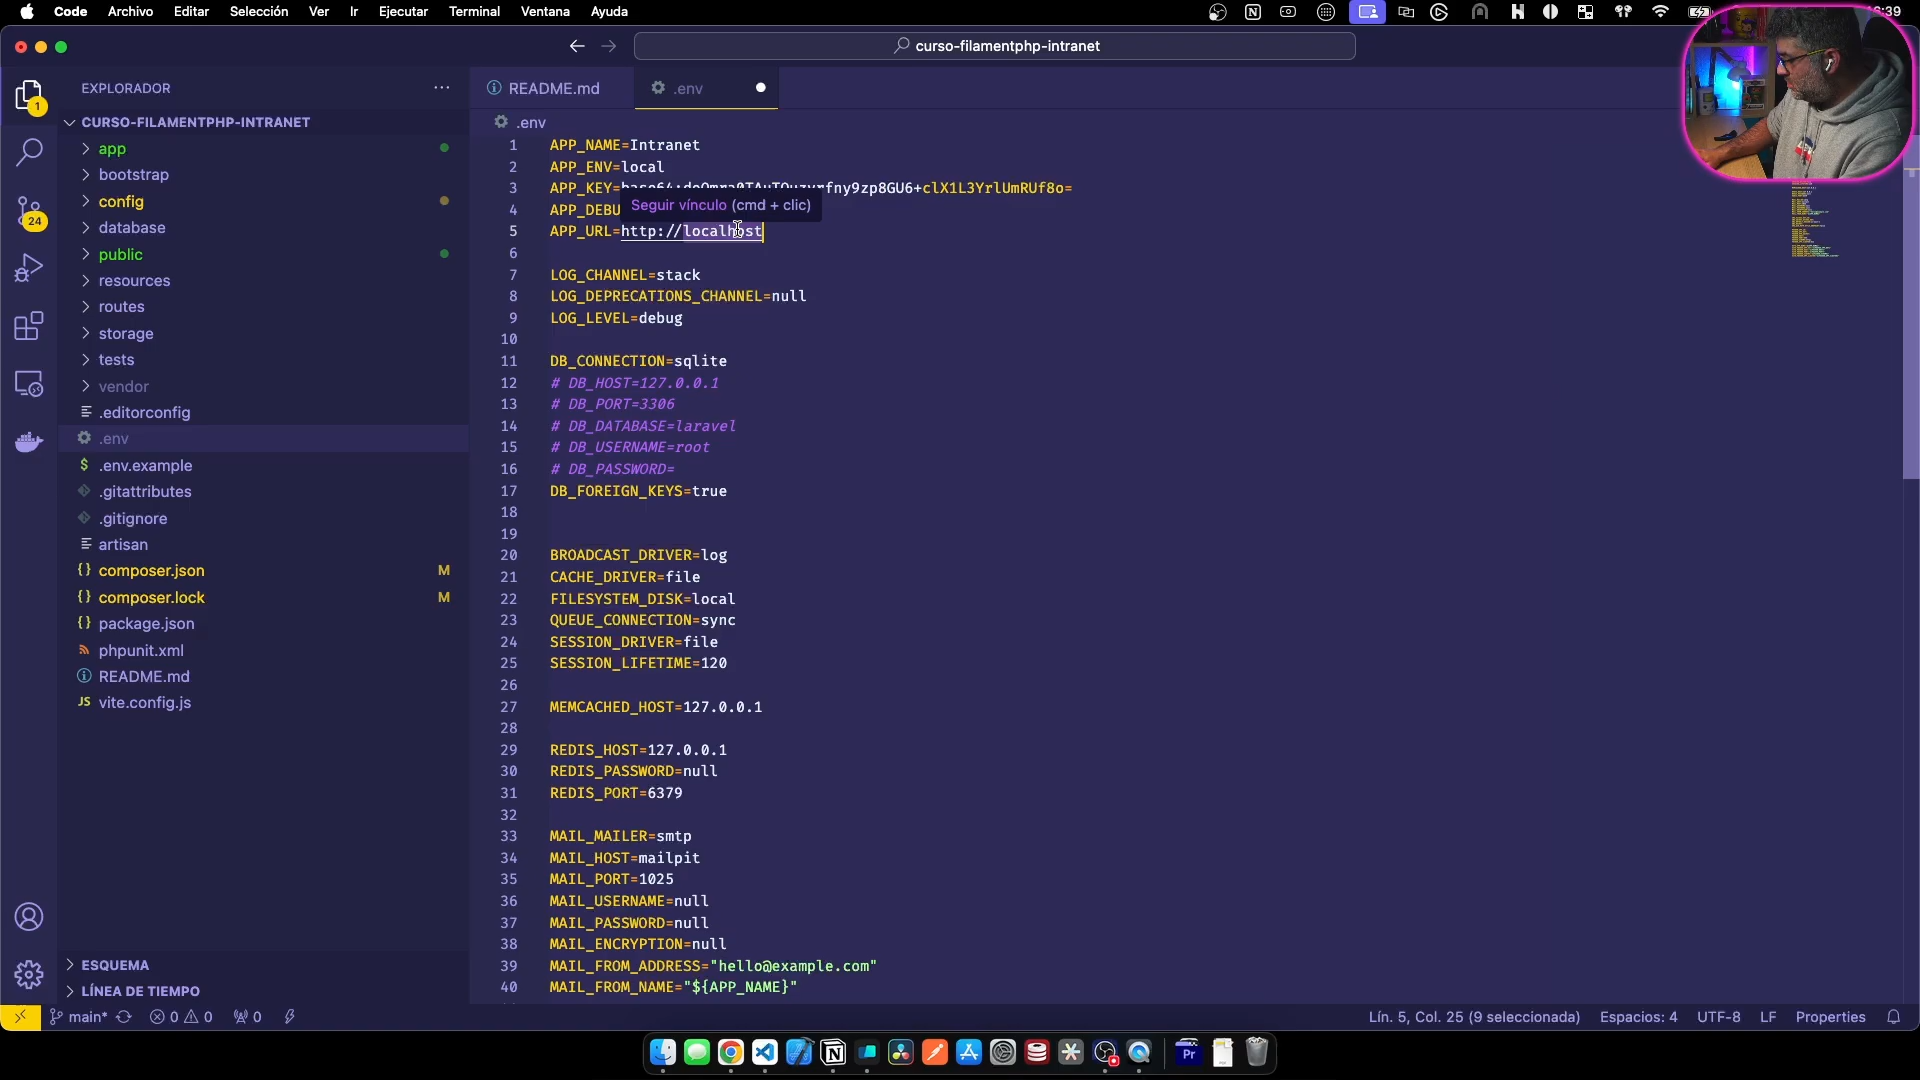 Code Archivo Editar Selección Ver Ir Ejecutar Terminal Ventana Ayuda
:39
curso-filamentphp-intranet
EXPLORADOR
README.md
.env
CURSO-FILAMENTPHP-INTRANET
app
bootstrap
config
database
public
resources
routes
storage
tests
vendor
.editorconfig
.env
.env.example
.gitattributes
.gitignore
artisan
composer.json M
composer.lock M
package.json
phpunit.xml
README.md
vite.config.js
ESQUEMA
LÍNEA DE TIEMPO
1
24
.env
1 APP_NAME=Intranet
2 APP_ENV=local
3 APP_KEY=
4 APP_DEBU
Seguir vínculo (cmd + clic)
5 APP_URL=http://localhost
6
7 LOG_CHANNEL=stack
8 LOG_DEPRECATIONS_CHANNEL=null
9 LOG_LEVEL=debug
10
11 DB_CONNECTION=sqlite
12 # DB_HOST=127.0.0.1
13 # DB_PORT=3306
14 # DB_DATABASE=laravel
15 # DB_USERNAME=root
16 # DB_PASSWORD=
17 DB_FOREIGN_KEYS=true
18
19
20 BROADCAST_DRIVER=log
21 CACHE_DRIVER=file
22 FILESYSTEM_DISK=local
23 QUEUE_CONNECTION=sync
24 SESSION_DRIVER=file
25 SESSION_LIFETIME=120
26
27 MEMCACHED_HOST=127.0.0.1
28
29 REDIS_HOST=127.0.0.1
30 REDIS_PASSWORD=null
31 REDIS_PORT=6379
32
33 MAIL_MAILER=smtp
34 MAIL_HOST=mailpit
35 MAIL_PORT=1025
36 MAIL_USERNAME=null
37 MAIL_PASSWORD=null
38 MAIL_ENCRYPTION=null
39 MAIL_FROM_ADDRESS="hello@example.com"
40 MAIL_FROM_NAME="${APP_NAME}"
main* 0 0 0
Lín. 5, Col. 25 (9 seleccionada) Espacios: 4 UTF-8 LF Properties
Pr